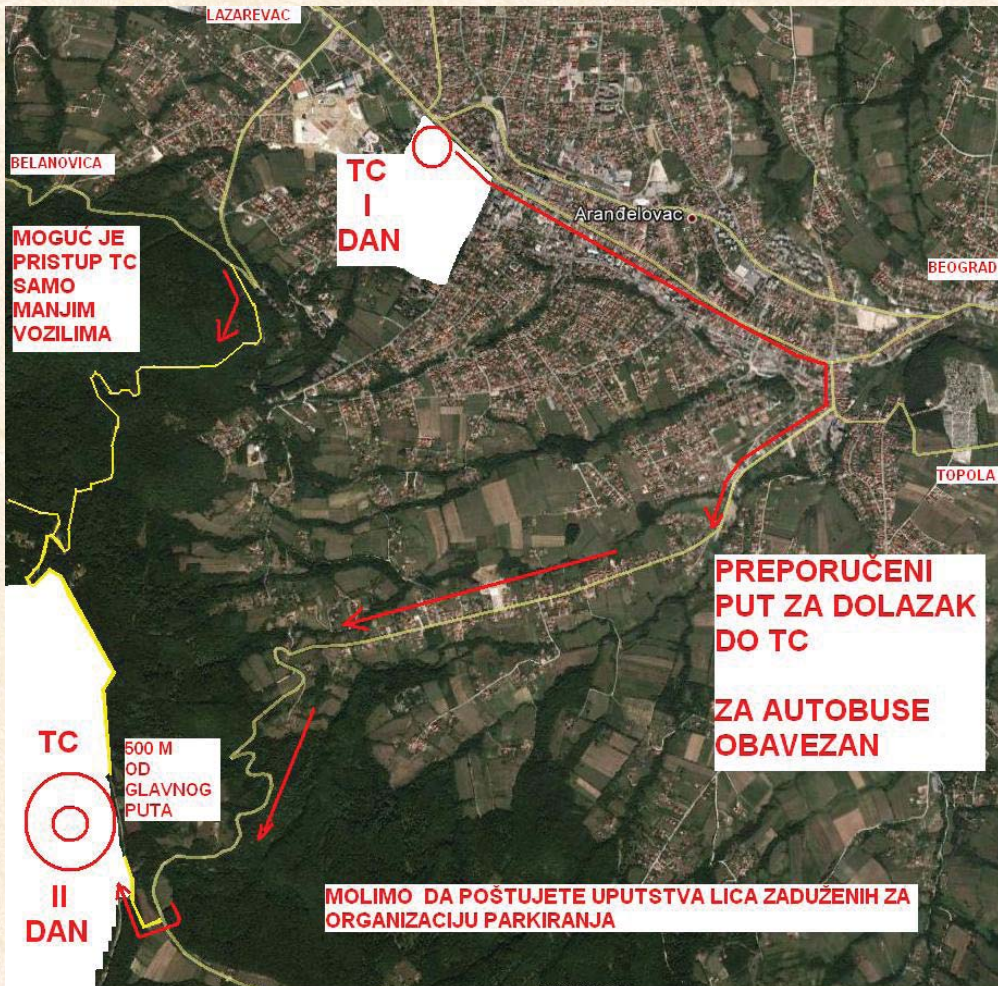 LAZAREVAC
BELANOVICA
TC
I
DAN
Aranđelovac
MOGUĆ JE
PRISTUP TC
SAMO
MANJIM
VOZILIMA
BEOGRAD
TOPOLA
PREPORUČENI
PUT ZA DOLAZAK
DO TC
ZA AUTOBUSE
OBAVEZAN
TC
II
DAN
500 M
OD
GLAVNOG
PUTA
MOLIMO DA POŠTUJETE UPUTSTVA LICA ZADUŽENIH ZA
ORGANIZACIJU PARKIRANJA